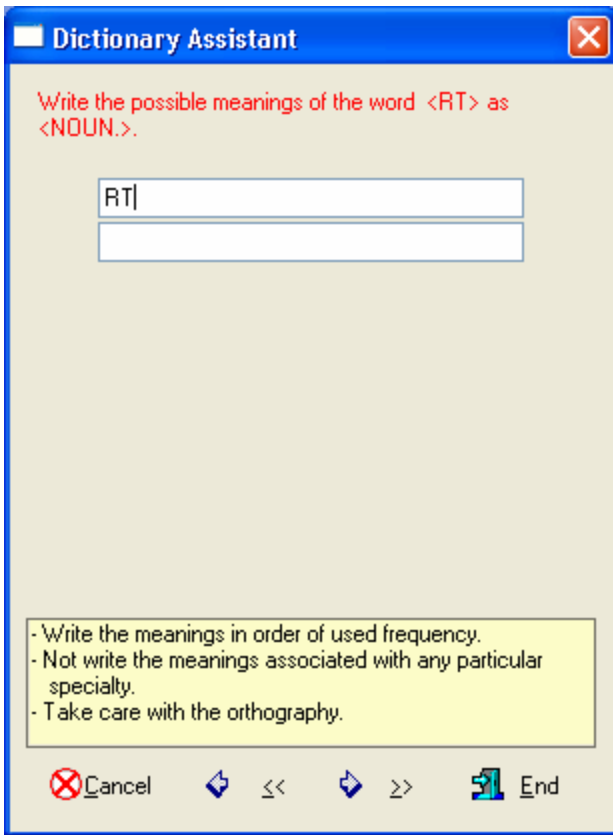 Dictionary Assistant
Write the possible meanings of the word <RT> as
<NOUN.>.
RT
- Write the meanings in order of used frequency.
- Not write the meanings associated with any particular
specialty.
- Take care with the orthography.
Cancel << >> End